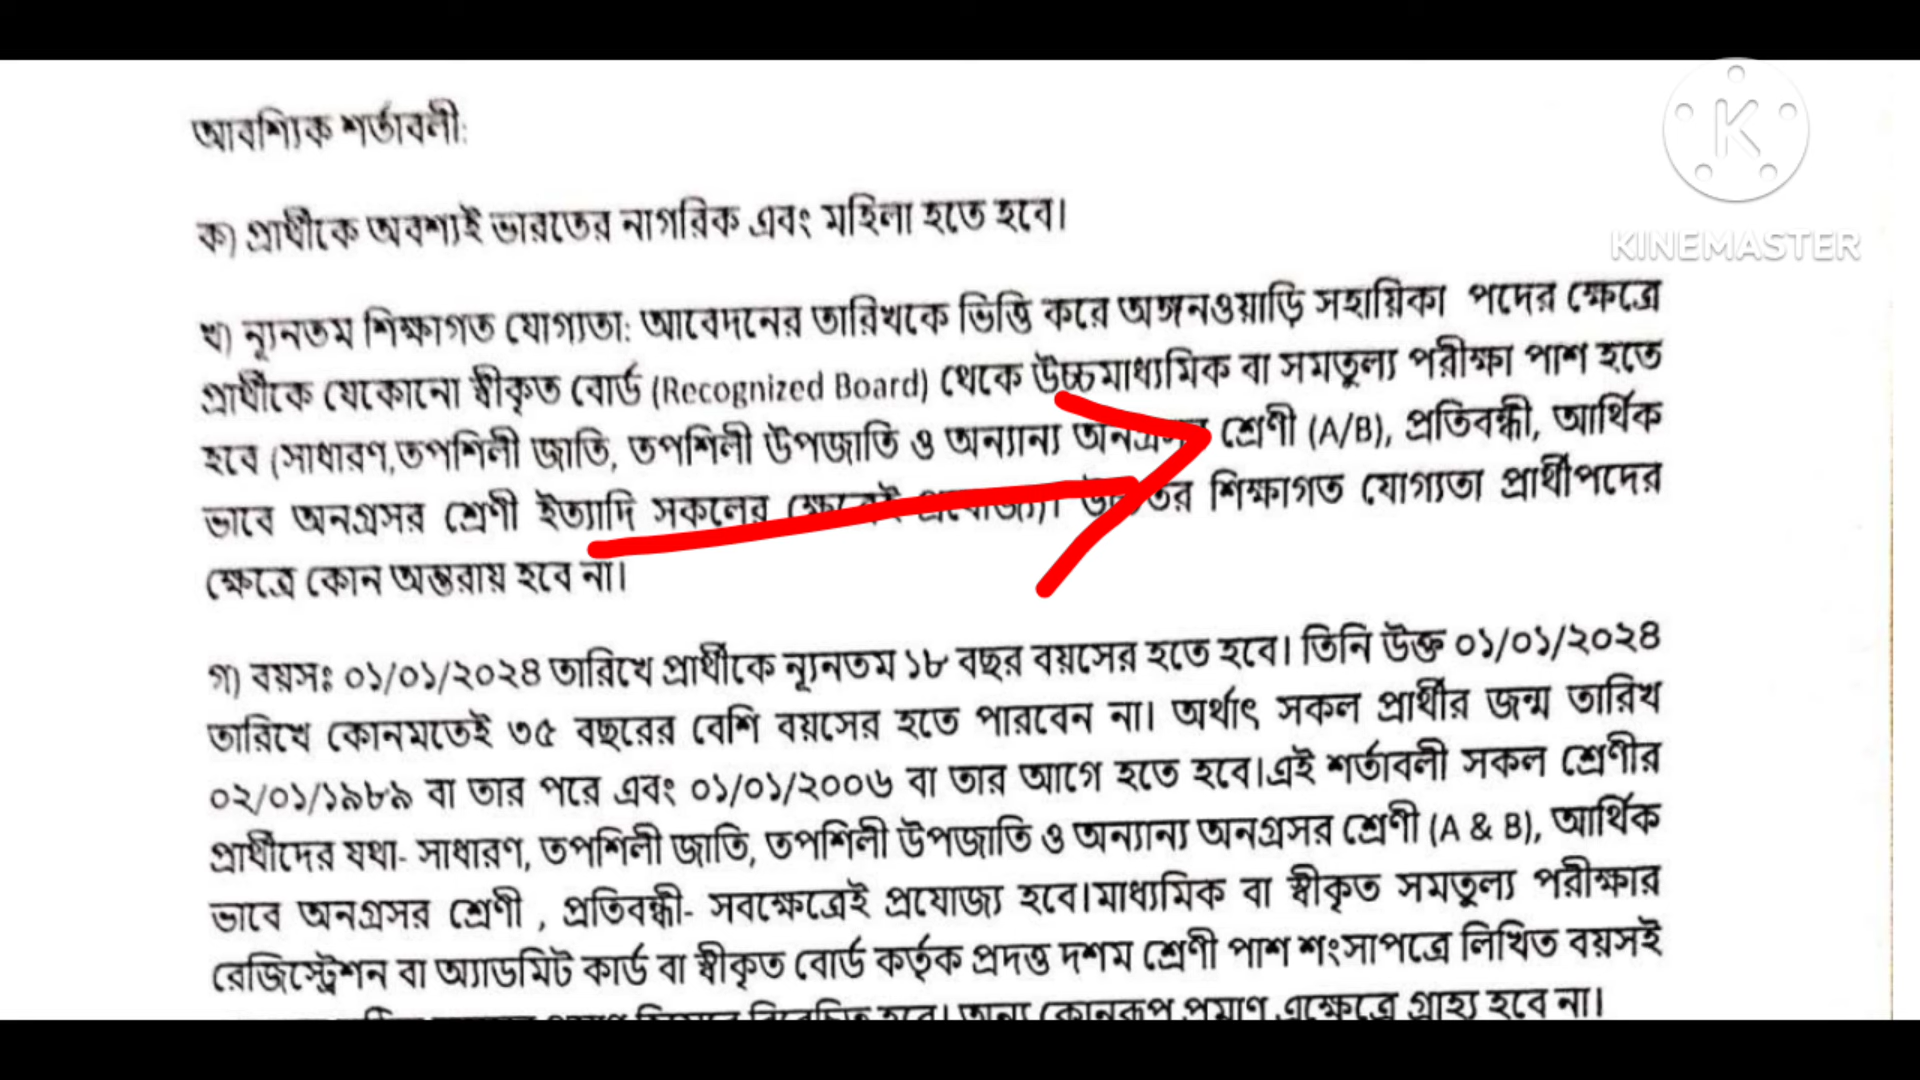 আবশ্যিক শর্তাবলী:
K
KINEMASTER
ক) প্রার্থীকে অবশ্যই ভারতের নাগরিক এবং মহিলা হতে হবে।
খ) ন্যূনতম শিক্ষাগত যোগ্যতা: আবেদনের তারিখকে ভিত্তি করে অঙ্গনওয়াড়ি সহায়িকা পদের ক্ষেত্রে
প্রার্থীকে যেকোনো স্বীকৃত বোর্ড (Recognized Board) থেকে উচ্চমাধ্যমিক বা সমতুল্য পরীক্ষা পাশ হতে
হবে (সাধারণ,তপশিলী জাতি, তপশিলী উপজাতি ও অন্যান্য অনগ্রসর শ্রেণী (A/B), প্রতিবন্ধী, আর্থিক
ভাবে অনগ্রসর শ্রেণী ইত্যাদি সকলের ক্ষেত্রেই প্রযোজ্য)। শিক্ষাগত যোগ্যতা প্রার্থীপদের
ক্ষেত্রে কোন অন্তরায় হবে না।
গ) বয়সঃ ০১/০১/২০২৪ তারিখে প্রার্থীকে ন্যূনতম ১৮ বছর বয়সের হতে হবে। তিনি উক্ত ০১/০১/২০২৪
তারিখে কোনমতেই ৩৫ বছরের বেশি বয়সের হতে পারবেন না। অর্থাৎ সকল প্রার্থীর জন্ম তারিখ
০২/০১/১৯৮৯ বা তার পরে এবং ০১/০১/২০০৬ বা তার আগে হতে হবে।এই শর্তাবলী সকল শ্রেণীর
প্রার্থীদের যথা- সাধারণ, তপশিলী জাতি, তপশিলী উপজাতি ও অন্যান্য অনগ্রসর শ্রেণী (A & B), আর্থিক
ভাবে অনগ্রসর শ্রেণী , প্রতিবন্ধী- সবক্ষেত্রেই প্রযোজ্য হবে।মাধ্যমিক বা স্বীকৃত সমতুল্য পরীক্ষার
রেজিস্ট্রেশন বা অ্যাডমিট কার্ড বা স্বীকৃত বোর্ড কর্তৃক প্রদত্ত দশম শ্রেণী পাশ শংসাপত্রে লিখিত বয়সই
হিসেবে বিবেচিত হবে। অন্য কোনরূপ প্রমাণ এক্ষেত্রে গ্রাহ্য হবে না।